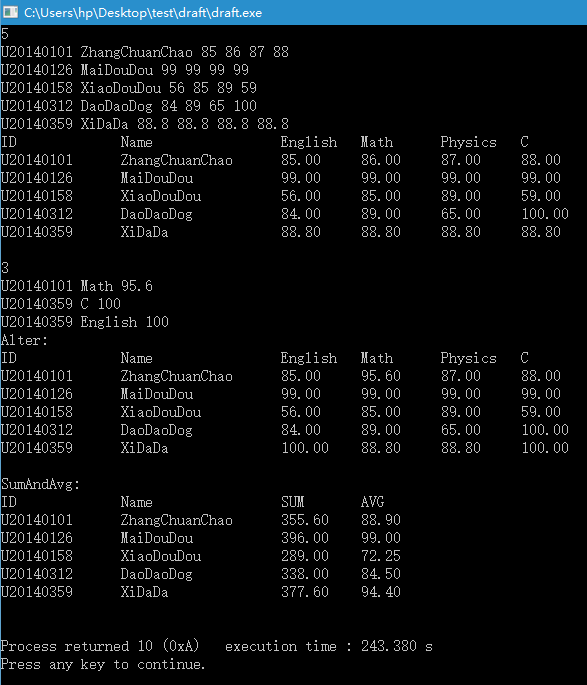 C:\Users\hp\Desktop\test\draft\draft.exe
5
U20140101 ZhangChuanChao 85 86 87 88
U20140126 MaiDouDou 99 99 99 99
U20140158 XiaoDouDou 56 85 89 59
U20140312 DaoDaoDog 84 89 65 100
U20140359 XiDaDa 88.8 88.8 88.8 88.8
ID Name English Math Physics C
U20140101 ZhangChuanChao 85.00 86.00 87.00 88.00
U20140126 MaiDouDou 99.00 99.00 99.00 99.00
U20140158 XiaoDouDou 56.00 85.00 89.00 59.00
U20140312 DaoDaoDog 84.00 89.00 65.00 100.00
U20140359 XiDaDa 88.80 88.80 88.80 88.80
3
U20140101 Math 95.6
U20140359 C 100
U20140359 English 100
Alter:
ID Name English Math Physics C
U20140101 ZhangChuanChao 85.00 95.60 87.00 88.00
U20140126 MaiDouDou 99.00 99.00 99.00 99.00
U20140158 XiaoDouDou 56.00 85.00 89.00 59.00
U20140312 DaoDaoDog 84.00 89.00 65.00 100.00
U20140359 XiDaDa 100.00 88.80 88.80 100.00
SumAndAvg:
ID Name SUM AVG
U20140101 ZhangChuanChao 355.60 88.90
U20140126 MaiDouDou 396.00 99.00
U20140158 XiaoDouDou 289.00 72.25
U20140312 DaoDaoDog 338.00 84.50
U20140359 XiDaDa 377.60 94.40
Process returned 10 (0xA) execution time : 243.380 s
Press any key to continue.